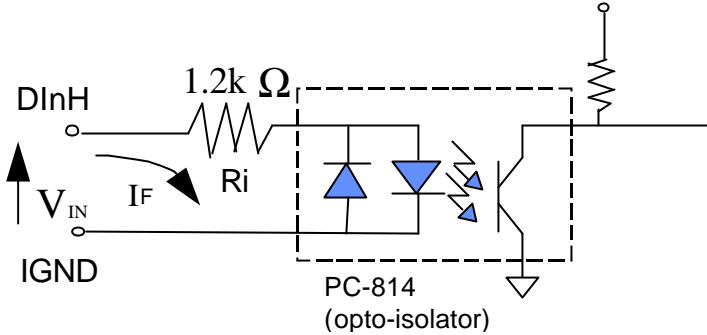 1.2k Ω
DInH
IF
Ri
VIN
IGND
PC-814
(opto-isolator)